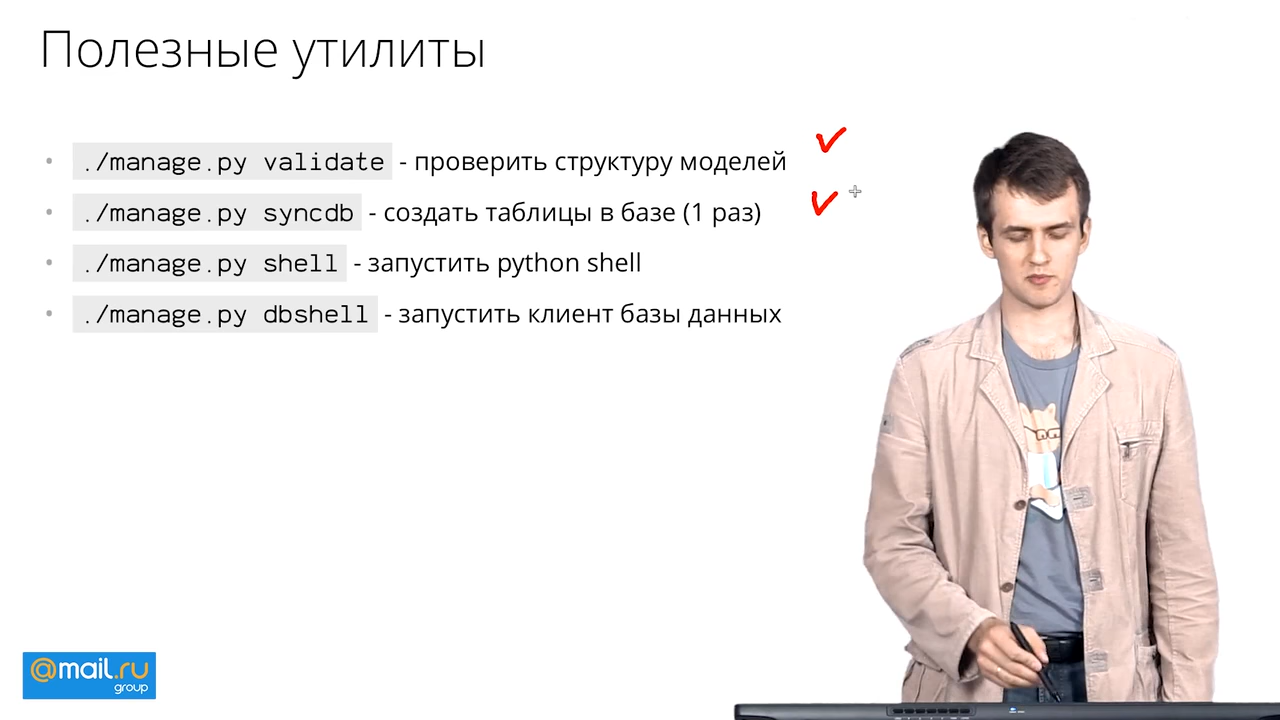 Полезные утилиты
• ./manage.py validate - проверить структуру моделей
• ./manage.py syncdb - создать таблицы в базе (1 раз)
• ./manage.py shell - запустить python shell
• ./manage.py dbshell - запустить клиент базы данных
@mail.ru
group